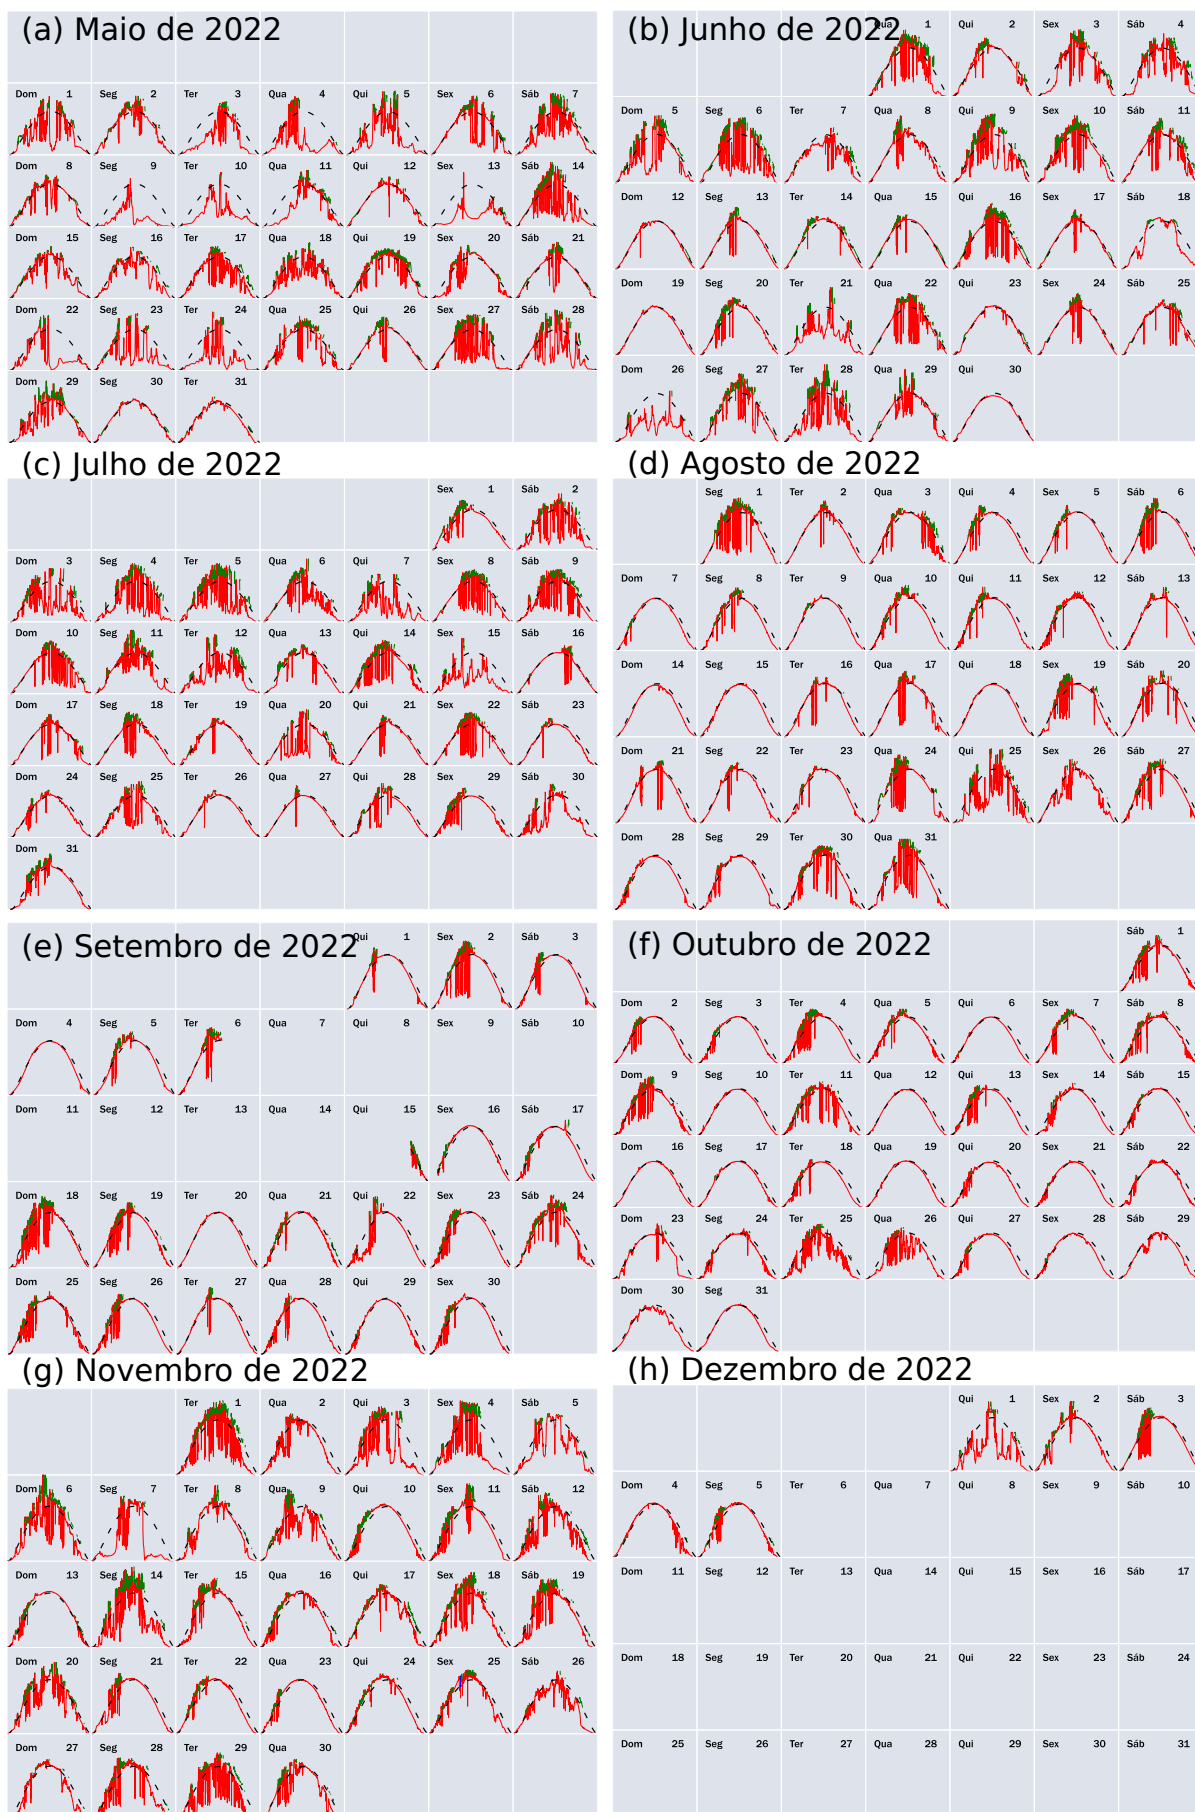 (a) Maio de 2022
Dom 1 Seg 2 Ter 3 Qua 4 Qui 5 Sex 6 Sáb 7
Dom 8 Seg 9 Ter 10 Qua 11 Qui 12 Sex 13 Sáb 14
Dom 15 Seg 16 Ter 17 Qua 18 Qui 19 Sex 20 Sáb 21
Dom 22 Seg 23 Ter 24 Qua 25 Qui 26 Sex 27 Sáb 28
Dom 29 Seg 30 Ter 31
(b) Junho de 2022
Qua 1 Qui 2 Sex 3 Sáb 4
Dom 5 Seg 6 Ter 7 Qua 8 Qui 9 Sex 10 Sáb 11
Dom 12 Seg 13 Ter 14 Qua 15 Qui 16 Sex 17 Sáb 18
Dom 19 Seg 20 Ter 21 Qua 22 Qui 23 Sex 24 Sáb 25
Dom 26 Seg 27 Ter 28 Qua 29 Qui 30
(c) Julho de 2022
Sex 1 Sáb 2
Dom 3 Seg 4 Ter 5 Qua 6 Qui 7 Sex 8 Sáb 9
Dom 10 Seg 11 Ter 12 Qua 13 Qui 14 Sex 15 Sáb 16
Dom 17 Seg 18 Ter 19 Qua 20 Qui 21 Sex 22 Sáb 23
Dom 24 Seg 25 Ter 26 Qua 27 Qui 28 Sex 29 Sáb 30
Dom 31
(d) Agosto de 2022
Seg 1 Ter 2 Qua 3 Qui 4 Sex 5 Sáb 6
Dom 7 Seg 8 Ter 9 Qua 10 Qui 11 Sex 12 Sáb 13
Dom 14 Seg 15 Ter 16 Qua 17 Qui 18 Sex 19 Sáb 20
Dom 21 Seg 22 Ter 23 Qua 24 Qui 25 Sex 26 Sáb 27
Dom 28 Seg 29 Ter 30 Qua 31
(e) Setembro de 2022
Qui 1 Sex 2 Sáb 3
Dom 4 Seg 5 Ter 6 Qua 7 Qui 8 Sex 9 Sáb 10
Dom 11 Seg 12 Ter 13 Qua 14 Qui 15 Sex 16 Sáb 17
Dom 18 Seg 19 Ter 20 Qua 21 Qui 22 Sex 23 Sáb 24
Dom 25 Seg 26 Ter 27 Qua 28 Qui 29 Sex 30
(f) Outubro de 2022
Sáb 1
Dom 2 Seg 3 Ter 4 Qua 5 Qui 6 Sex 7 Sáb 8
Dom 9 Seg 10 Ter 11 Qua 12 Qui 13 Sex 14 Sáb 15
Dom 16 Seg 17 Ter 18 Qua 19 Qui 20 Sex 21 Sáb 22
Dom 23 Seg 24 Ter 25 Qua 26 Qui 27 Sex 28 Sáb 29
Dom 30 Seg 31
(g) Novembro de 2022
Ter 1 Qua 2 Qui 3 Sex 4 Sáb 5
Dom 6 Seg 7 Ter 8 Qua 9 Qui 10 Sex 11 Sáb 12
Dom 13 Seg 14 Ter 15 Qua 16 Qui 17 Sex 18 Sáb 19
Dom 20 Seg 21 Ter 22 Qua 23 Qui 24 Sex 25 Sáb 26
Dom 27 Seg 28 Ter 29 Qua 30
(h) Dezembro de 2022
Qui 1 Sex 2 Sáb 3
Dom 4 Seg 5 Ter 6 Qua 7 Qui 8 Sex 9 Sáb 10
Dom 11 Seg 12 Ter 13 Qua 14 Qui 15 Sex 16 Sáb 17
Dom 18 Seg 19 Ter 20 Qua 21 Qui 22 Sex 23 Sáb 24
Dom 25 Seg 26 Ter 27 Qua 28 Qui 29 Sex 30 Sáb 31